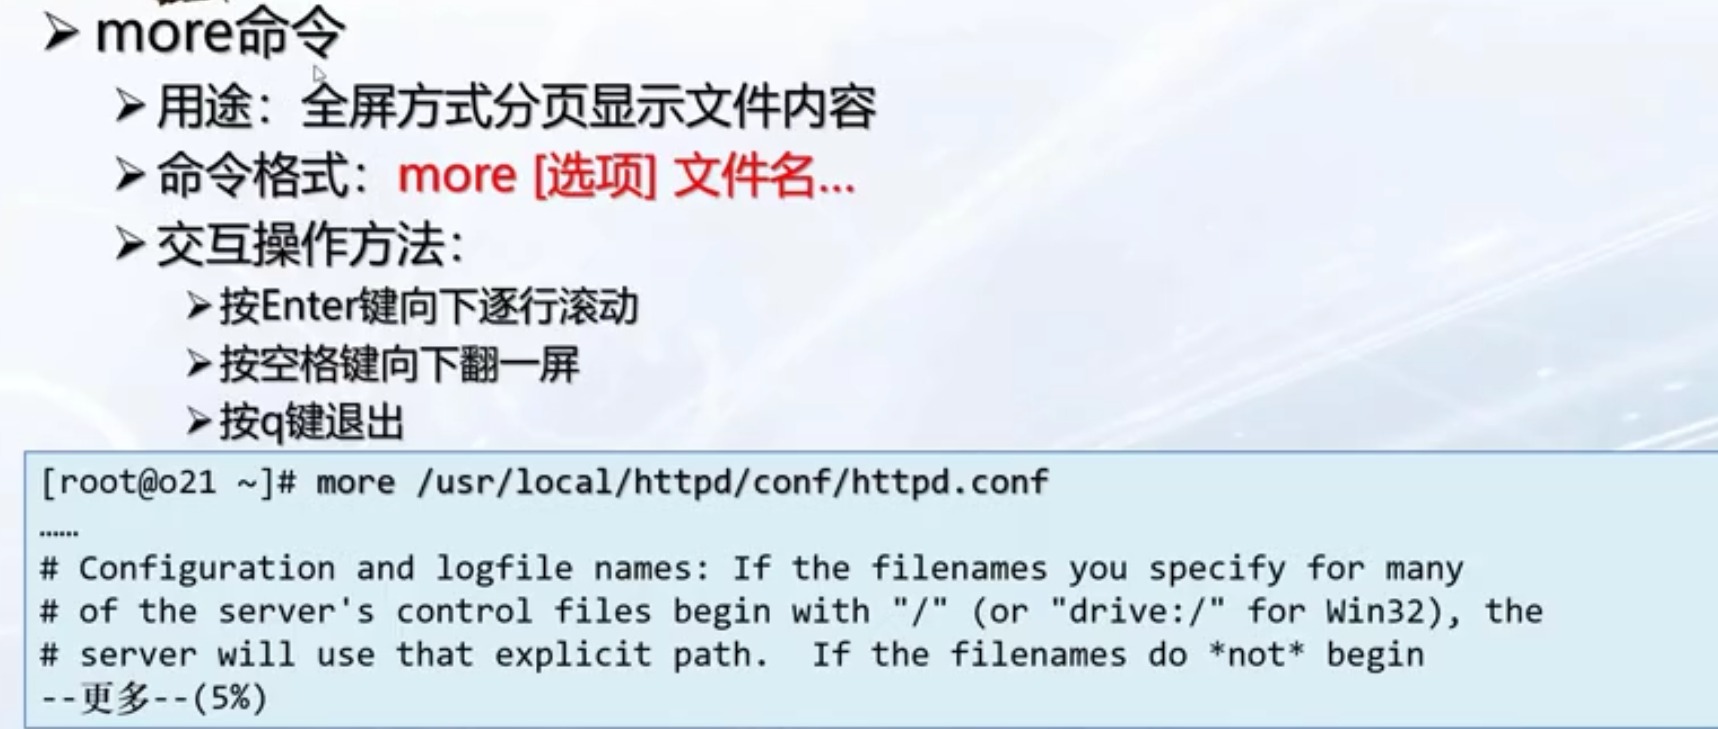 more命令
用途：全屏方式分页显示文件内容
命令格式：more [选项] 文件名...
交互操作方法：
按Enter键向下逐行滚动
按空格键向下翻一屏
按q键退出
[root@o21 ~]# more /usr/local/httpd/conf/httpd.conf
......
# Configuration and logfile names: If the filenames you specify for many
# of the server's control files begin with "/" (or "drive:/" for Win32), the
# server will use that explicit path.  If the filenames do *not* begin
--更多--(5%)